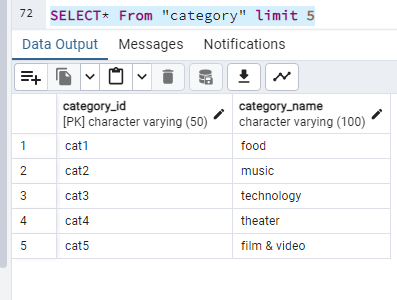 72 SELECT* From "category" limit 5
Data Output Messages Notifications
category_id category_name
[PK] character varying (50) character varying (100)
1 cat1 food
2 cat2 music
3 cat3 technology
4 cat4 theater
5 cat5 film & video